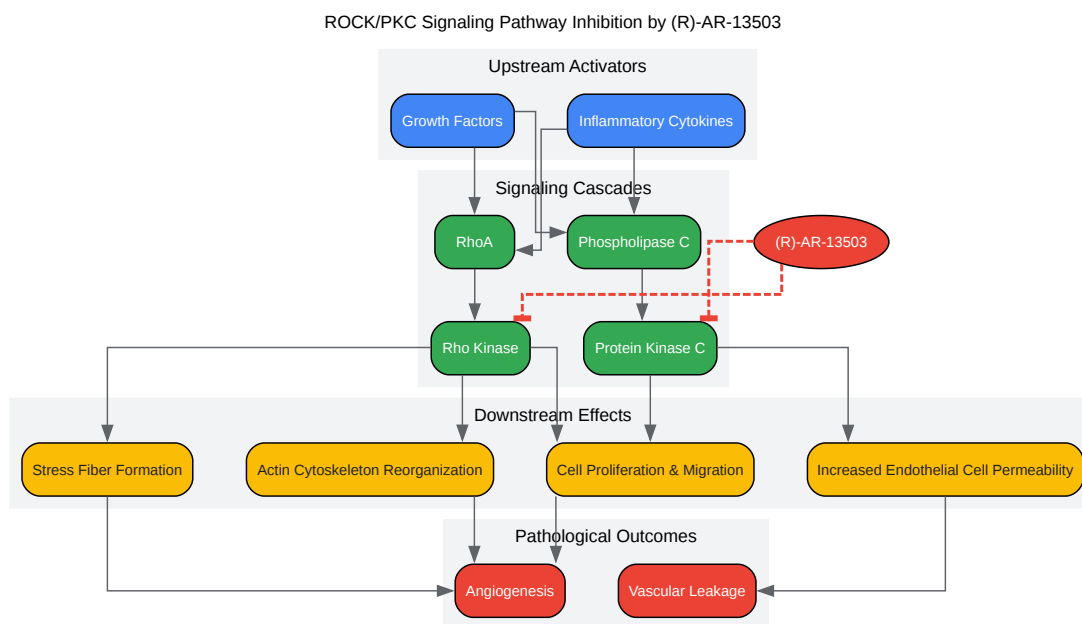 ROCK/PKC Signaling Pathway Inhibition by (R)-AR-13503
Upstream Activators
Growth Factors
Inflammatory Cytokines
Signaling Cascades
RhoA
Phospholipase C
(R)-AR-13503
Rho Kinase
Protein Kinase C
Downstream Effects
Stress Fiber Formation
Actin Cytoskeleton Reorganization
Cell Proliferation & Migration
Increased Endothelial Cell Permeability
Pathological Outcomes
Angiogenesis
Vascular Leakage